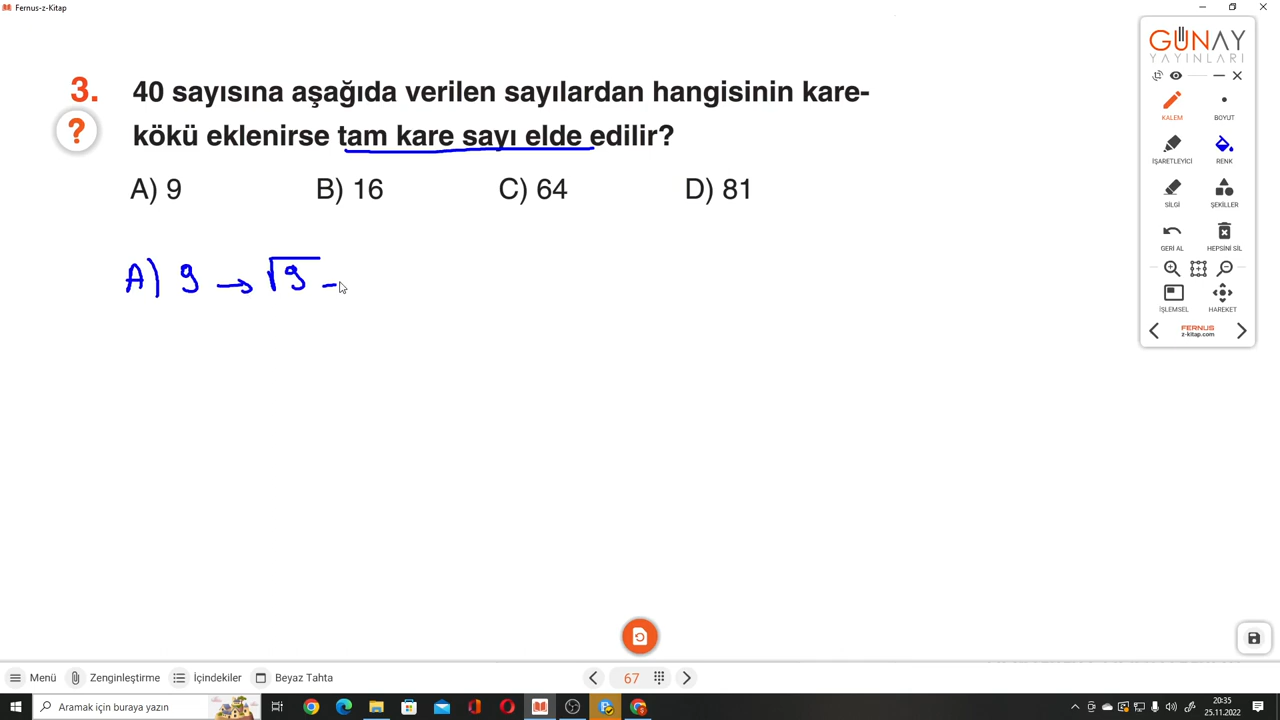 Fernus-z-Kitap
GÜNAY
YAYINLARI
3. 40 sayısına aşağıda verilen sayılardan hangisinin kare-
? kökü eklenirse tam kare sayı elde edilir?
A) 9 B) 16 C) 64 D) 81
A) 9 → √9 -
KALEM BOYUT
İŞARETLEYİCİ RENK
SİLGİ ŞEKİLLER
GERİ AL HEPSİNİ SİL
İŞLEMSEL HAREKET
FERNUS
z-kitap.com
Menü Zenginleştirme İçindekiler Beyaz Tahta 67
Aramak için buraya yazın
20:35
25.11.2022